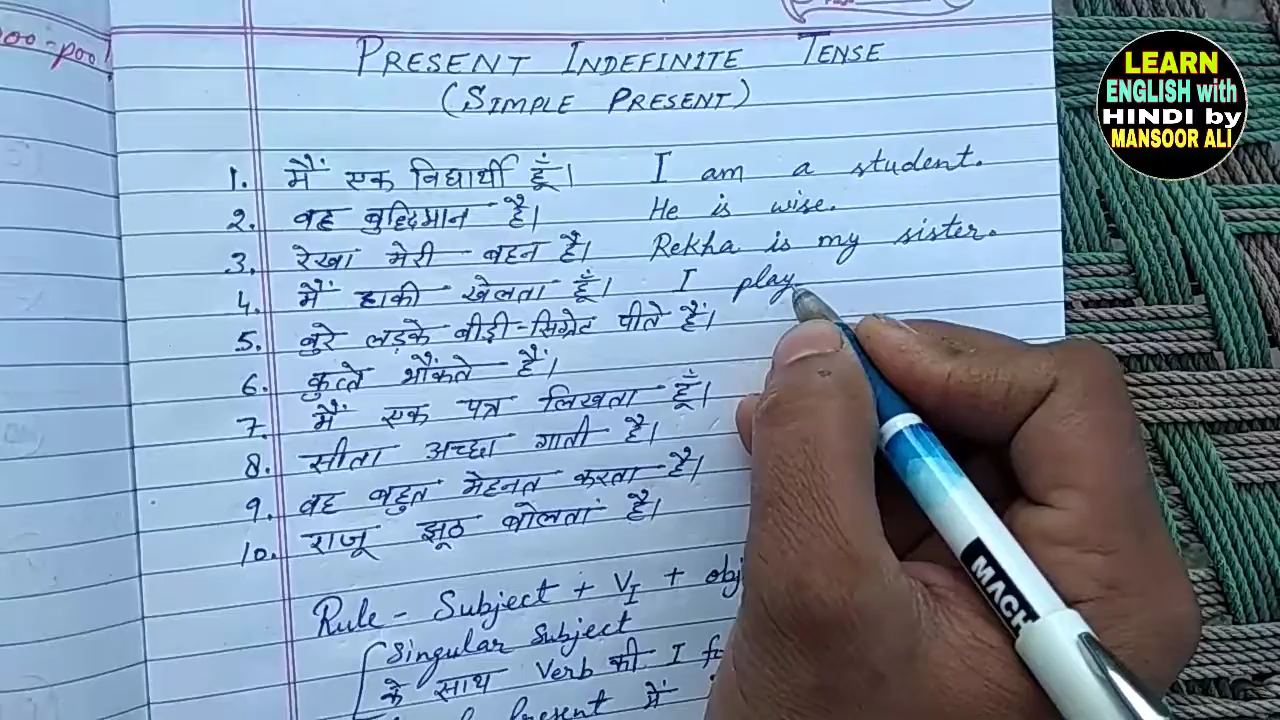 PRESENT INDEFINITE TENSE
(SIMPLE PRESENT)
LEARN
ENGLISH with
HINDI by
MANSOOR ALI
1. मैं एक विद्यार्थी हूँ। I am a student.
2. वह बुद्धिमान है। He is wise.
3. रेखा मेरी बहन है। Rekha is my sister.
4. मैं हाकी खेलता हूँ। I play
5. बुरे लड़के बीड़ी-सिग्रेट पीते हैं।
6. कुत्ते भौंकते हैं।
7. मैं एक पत्र लिखता हूँ।
8. सीता अच्छा गाती है।
9. वह बहुत मेहनत करता है।
10. राजू झूठ बोलता है।
Rule - Subject + VI + obj
Singular Subject
के साथ Verb की I
Present में
MACH